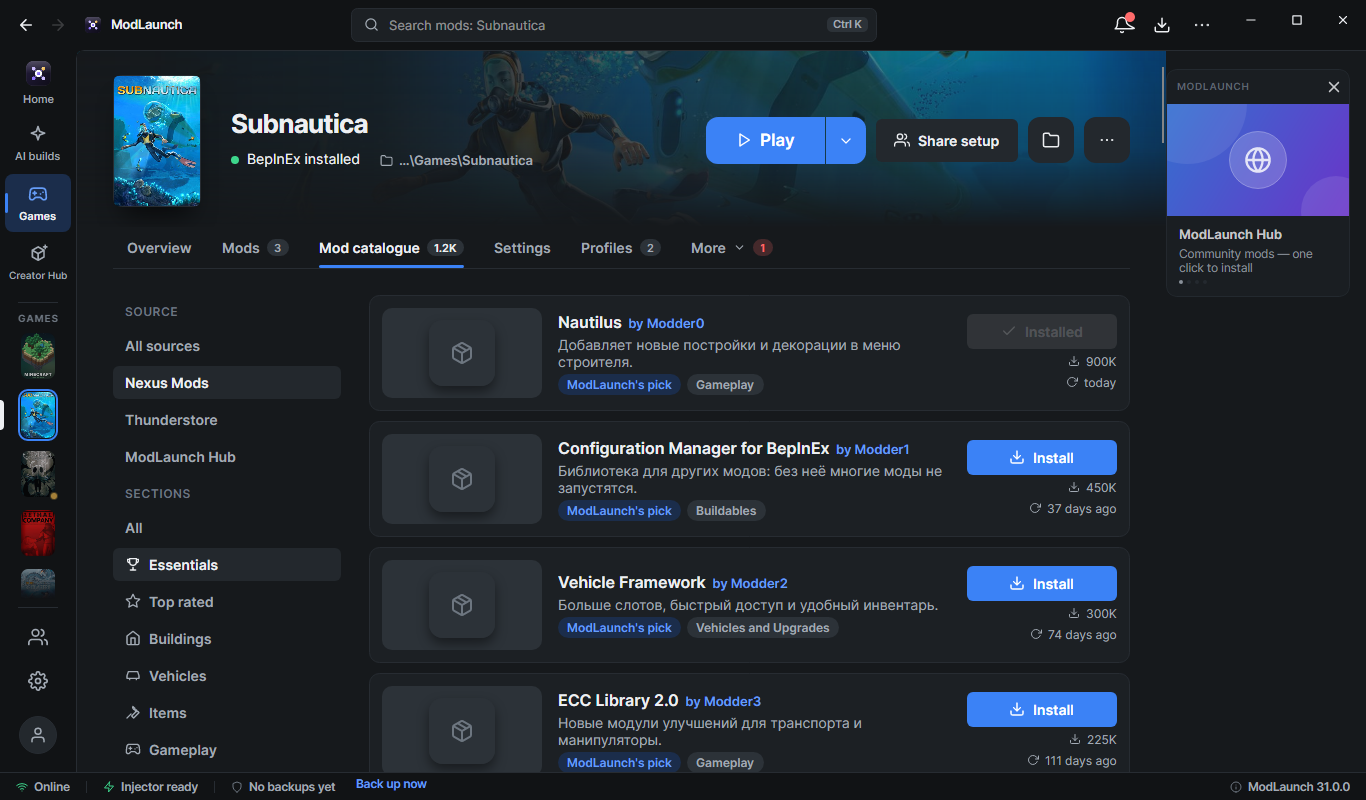 ModLaunch
Search mods: Subnautica
Ctrl K
Home
AI builds
Games
Creator Hub
GAMES
MINECRAFT
LETHAL COMPANY
SUBNAUTICA
Subnautica
BepInEx installed
...\Games\Subnautica
Play
Share setup
Overview
Mods 3
Mod catalogue 1.2K
Settings
Profiles 2
More 1
SOURCE
All sources
Nexus Mods
Thunderstore
ModLaunch Hub
SECTIONS
All
Essentials
Top rated
Buildings
Vehicles
Items
Gameplay
Nautilus by Modder0
Добавляет новые постройки и декорации в меню
строителя.
ModLaunch's pick Gameplay
Installed
900K
today
Configuration Manager for BepInEx by Modder1
Библиотека для других модов: без неё многие моды не
запустятся.
ModLaunch's pick Buildables
Install
450K
37 days ago
Vehicle Framework by Modder2
Больше слотов, быстрый доступ и удобный инвентарь.
ModLaunch's pick Vehicles and Upgrades
Install
300K
74 days ago
ECC Library 2.0 by Modder3
Новые модули улучшений для транспорта и
манипуляторы.
ModLaunch's pick Gameplay
Install
225K
111 days ago
MODLAUNCH
ModLaunch Hub
Community mods — one
click to install
Online
Injector ready
No backups yet
Back up now
ModLaunch 31.0.0